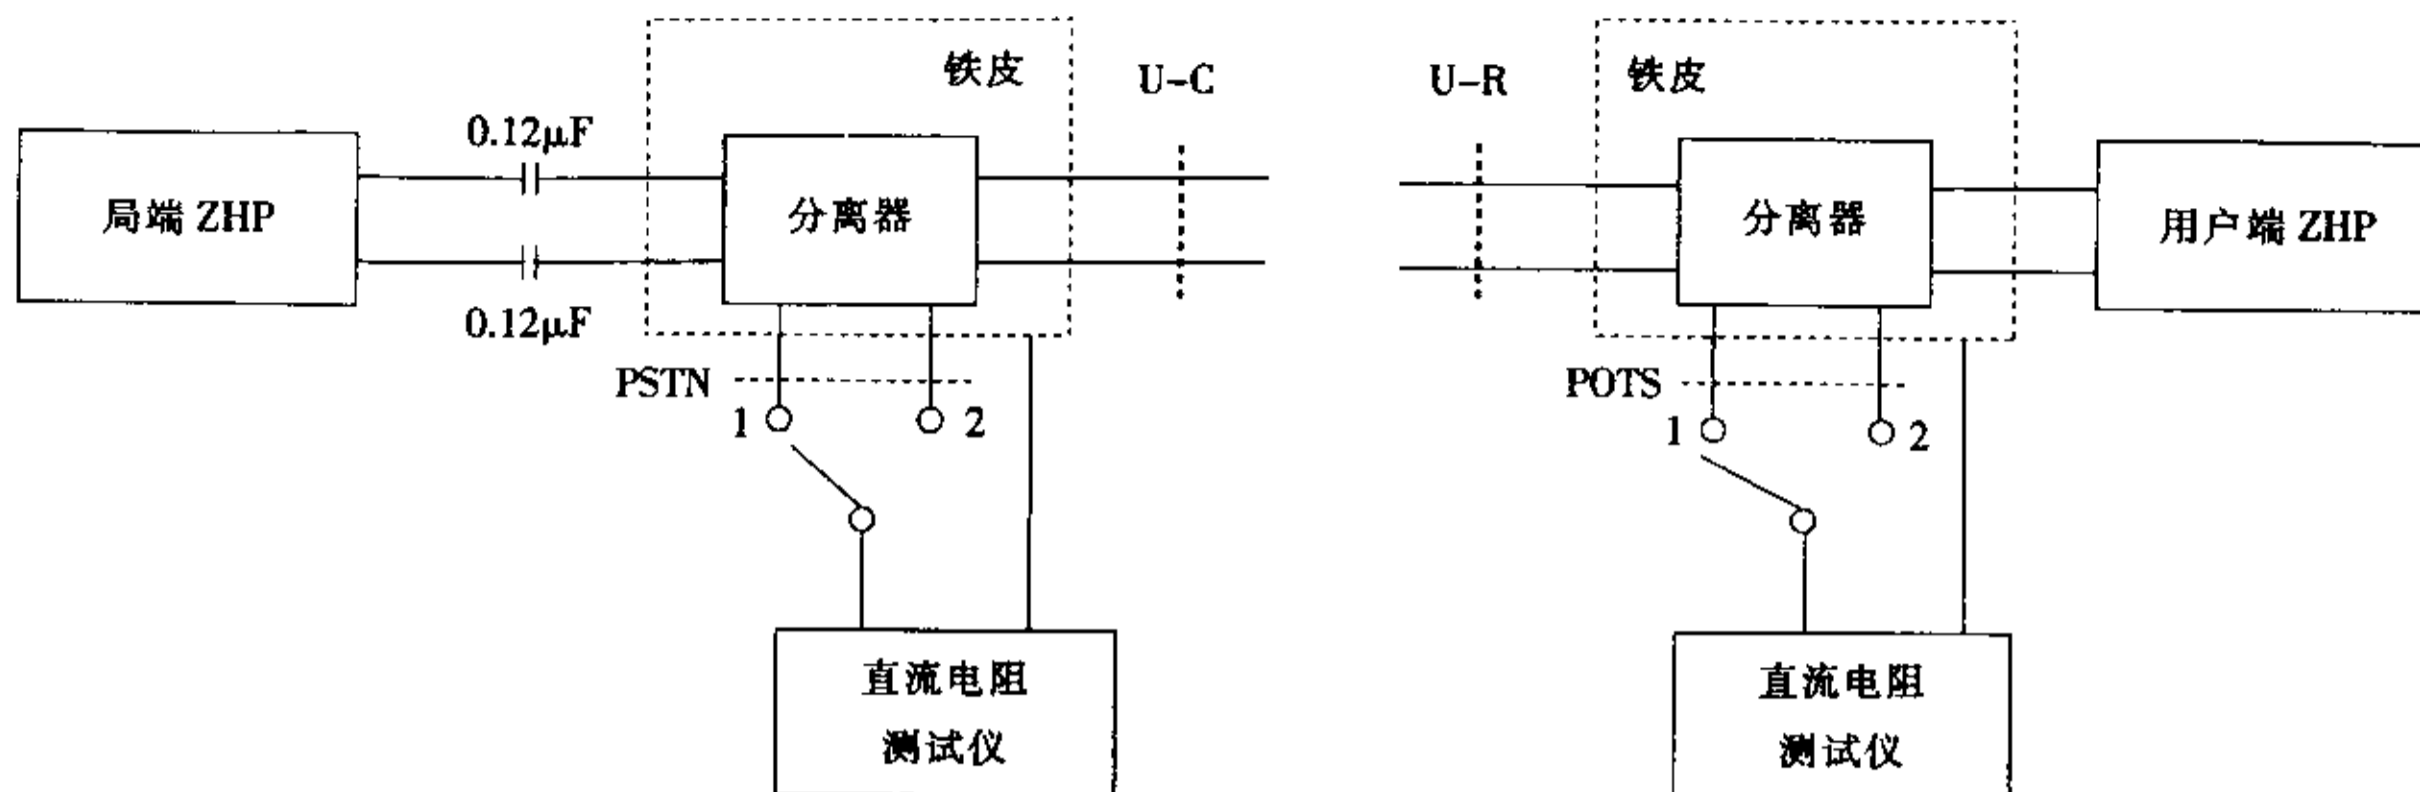 铁皮
U-C
0.12μF
局端 ZHP
分离器
0.12μF
PSTN
1
2
直流电阻
测试仪
U-R
铁皮
分离器
用户端 ZHP
POTS
1
2
直流电阻
测试仪